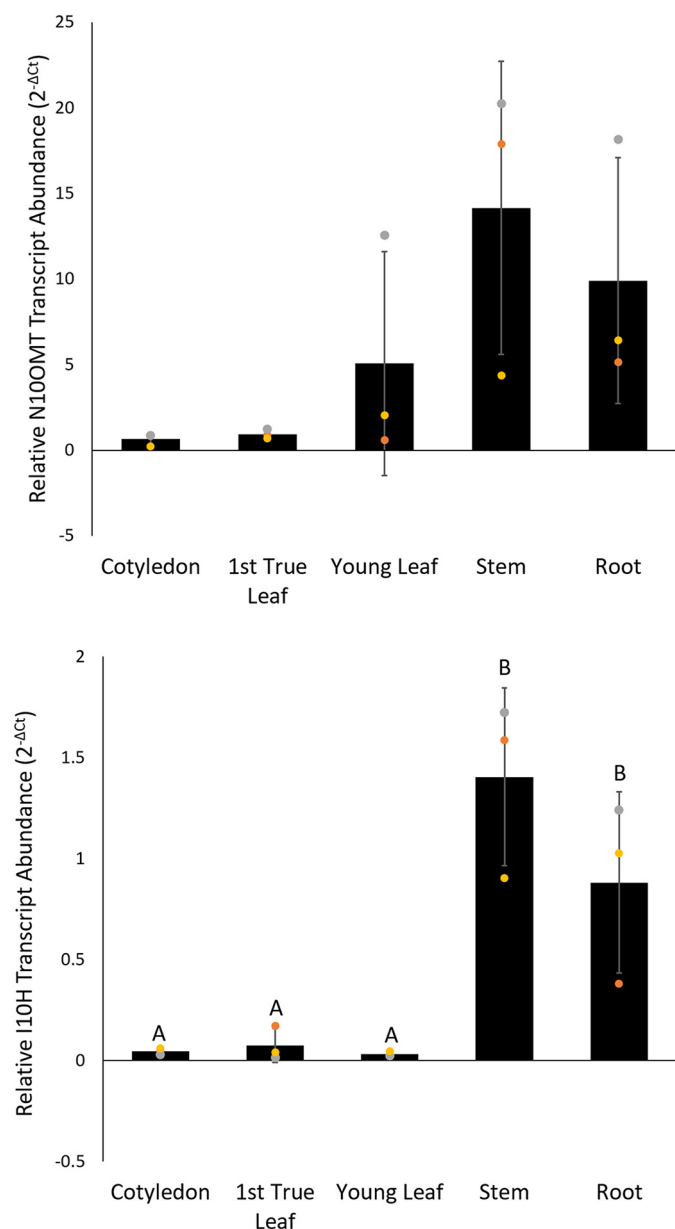 Relative N10OMT Transcript Abundance (2^-ΔCt)
25
20
15
10
5
0
-5
Cotyledon
1st True
Leaf
Young Leaf
Stem
Root
Relative I10H Transcript Abundance (2^-ΔCt)
2
1.5
1
0.5
0
-0.5
A
A
A
B
B
Cotyledon
1st True
Leaf
Young Leaf
Stem
Root